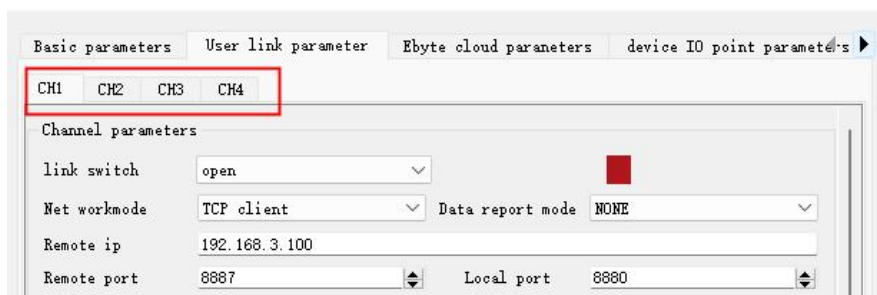 Basic parameters User link parameter Ebyte cloud paraneters device IO point parameters
CH1 CH2 CH3 CH4
Channel parameters
link switch open
Net workmode TCP client Data report mode NONE
Remote ip 192.168.3.100
Remote port 8887 Local port 8880